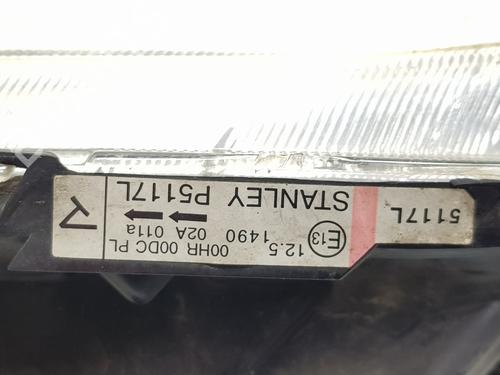 5117L
STANLEY P5117L
E13
12.5
1490 02A 011a
00HR 00DC PL